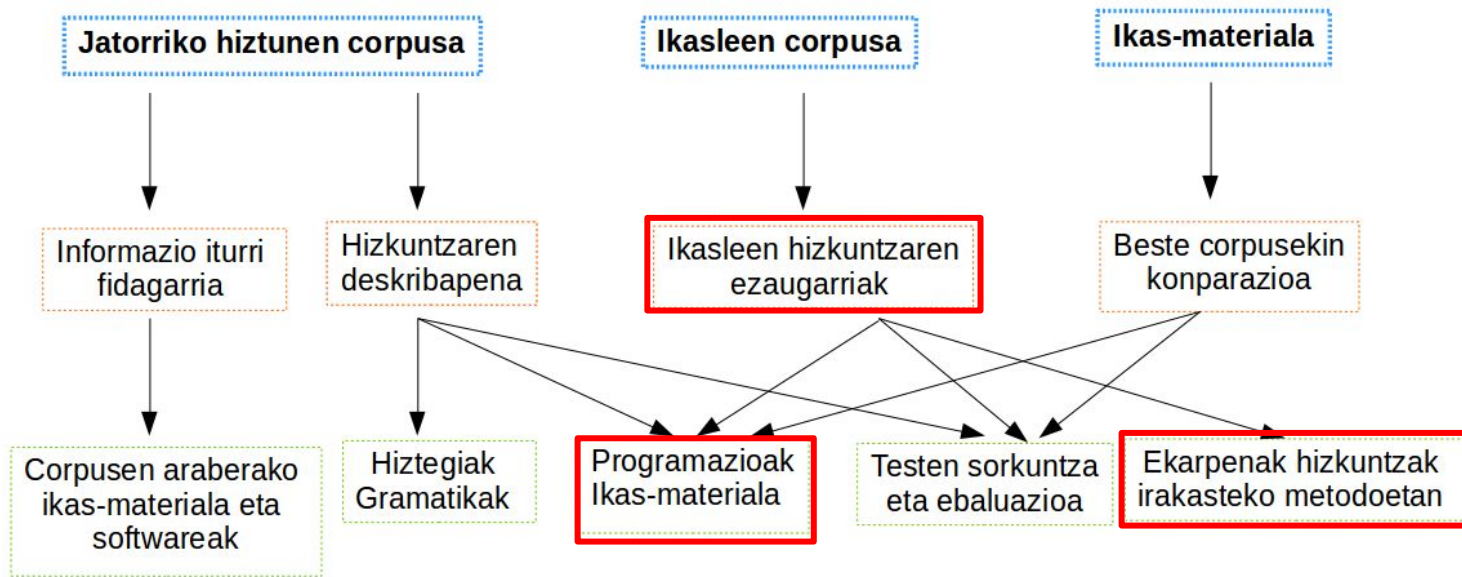 Jatorriko hiztunen corpusa
Ikasleen corpusa
Ikas-materiala
Informazio iturri
fidagarria
Hizkuntzaren
deskribapena
Ikasleen hizkuntzaren
ezaugarriak
Beste corpusekin
konparazioa
Corpusen araberako
ikas-materiala eta
softwareak
Hiztegiak
Gramatikak
Programazioak
Ikas-materiala
Testen sorkuntza
eta ebaluazioa
Ekarpenak hizkuntzak
irakasteko metodoetan